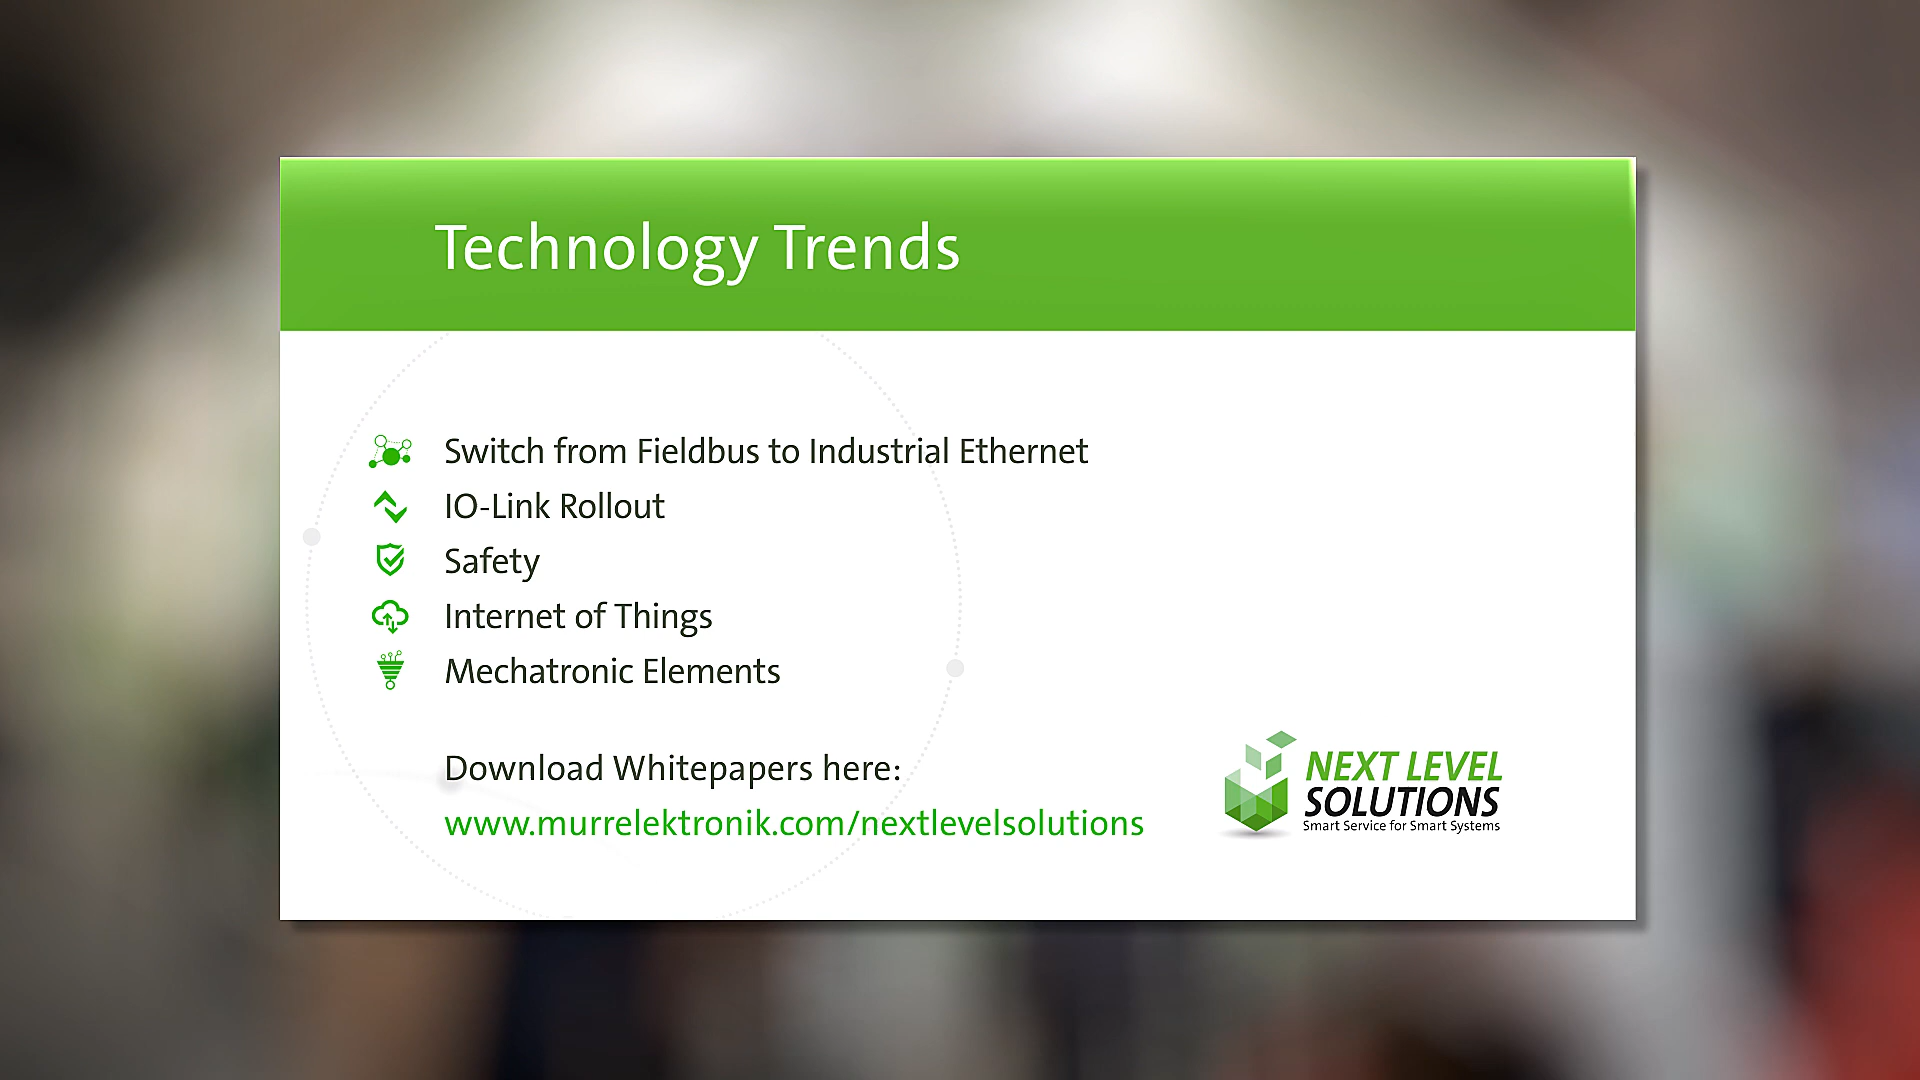 Technology Trends
Switch from Fieldbus to Industrial Ethernet
IO-Link Rollout
Safety
Internet of Things
Mechatronic Elements
Download Whitepapers here:
www.murrelektronik.com/nextlevelsolutions
NEXT LEVEL
SOLUTIONS
Smart Service for Smart Systems